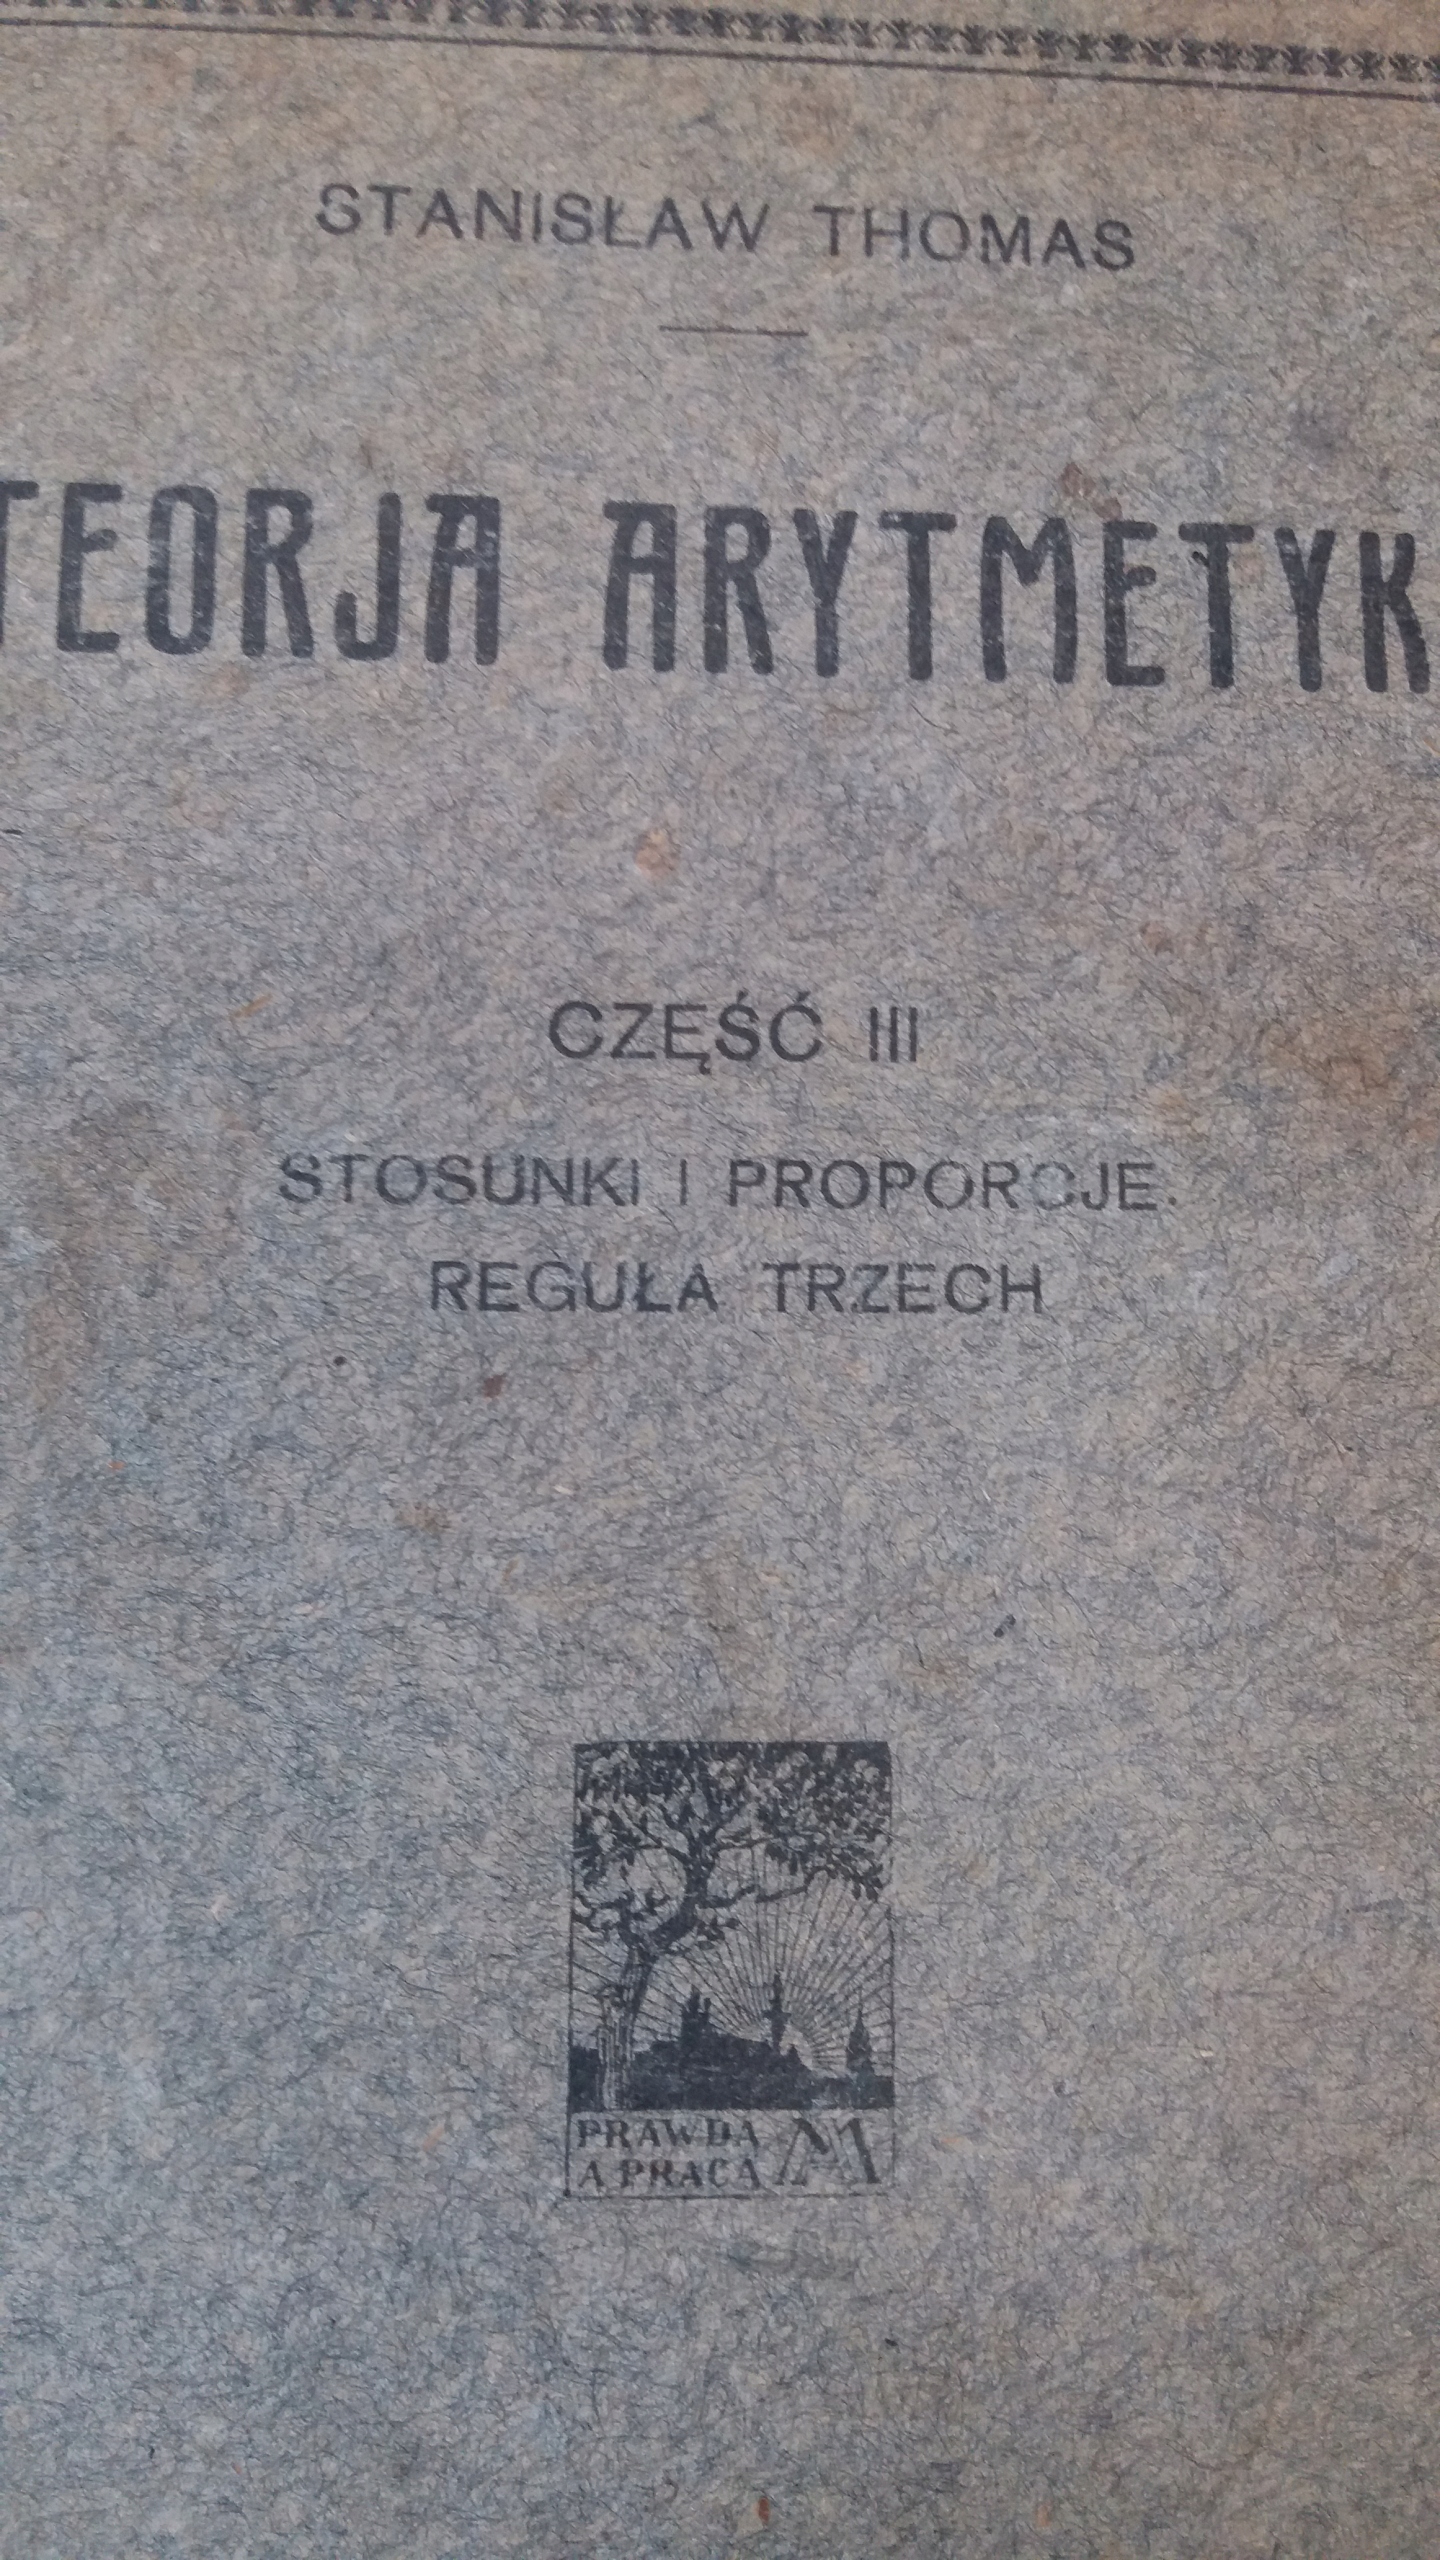 STANISŁAW THOMAS
TEORJA ARYTMETYK
CZĘŚĆ III
STOSUNKI I PROPORCJE.
REGUŁA TRZECH
PRAWDA
A PRACA
M